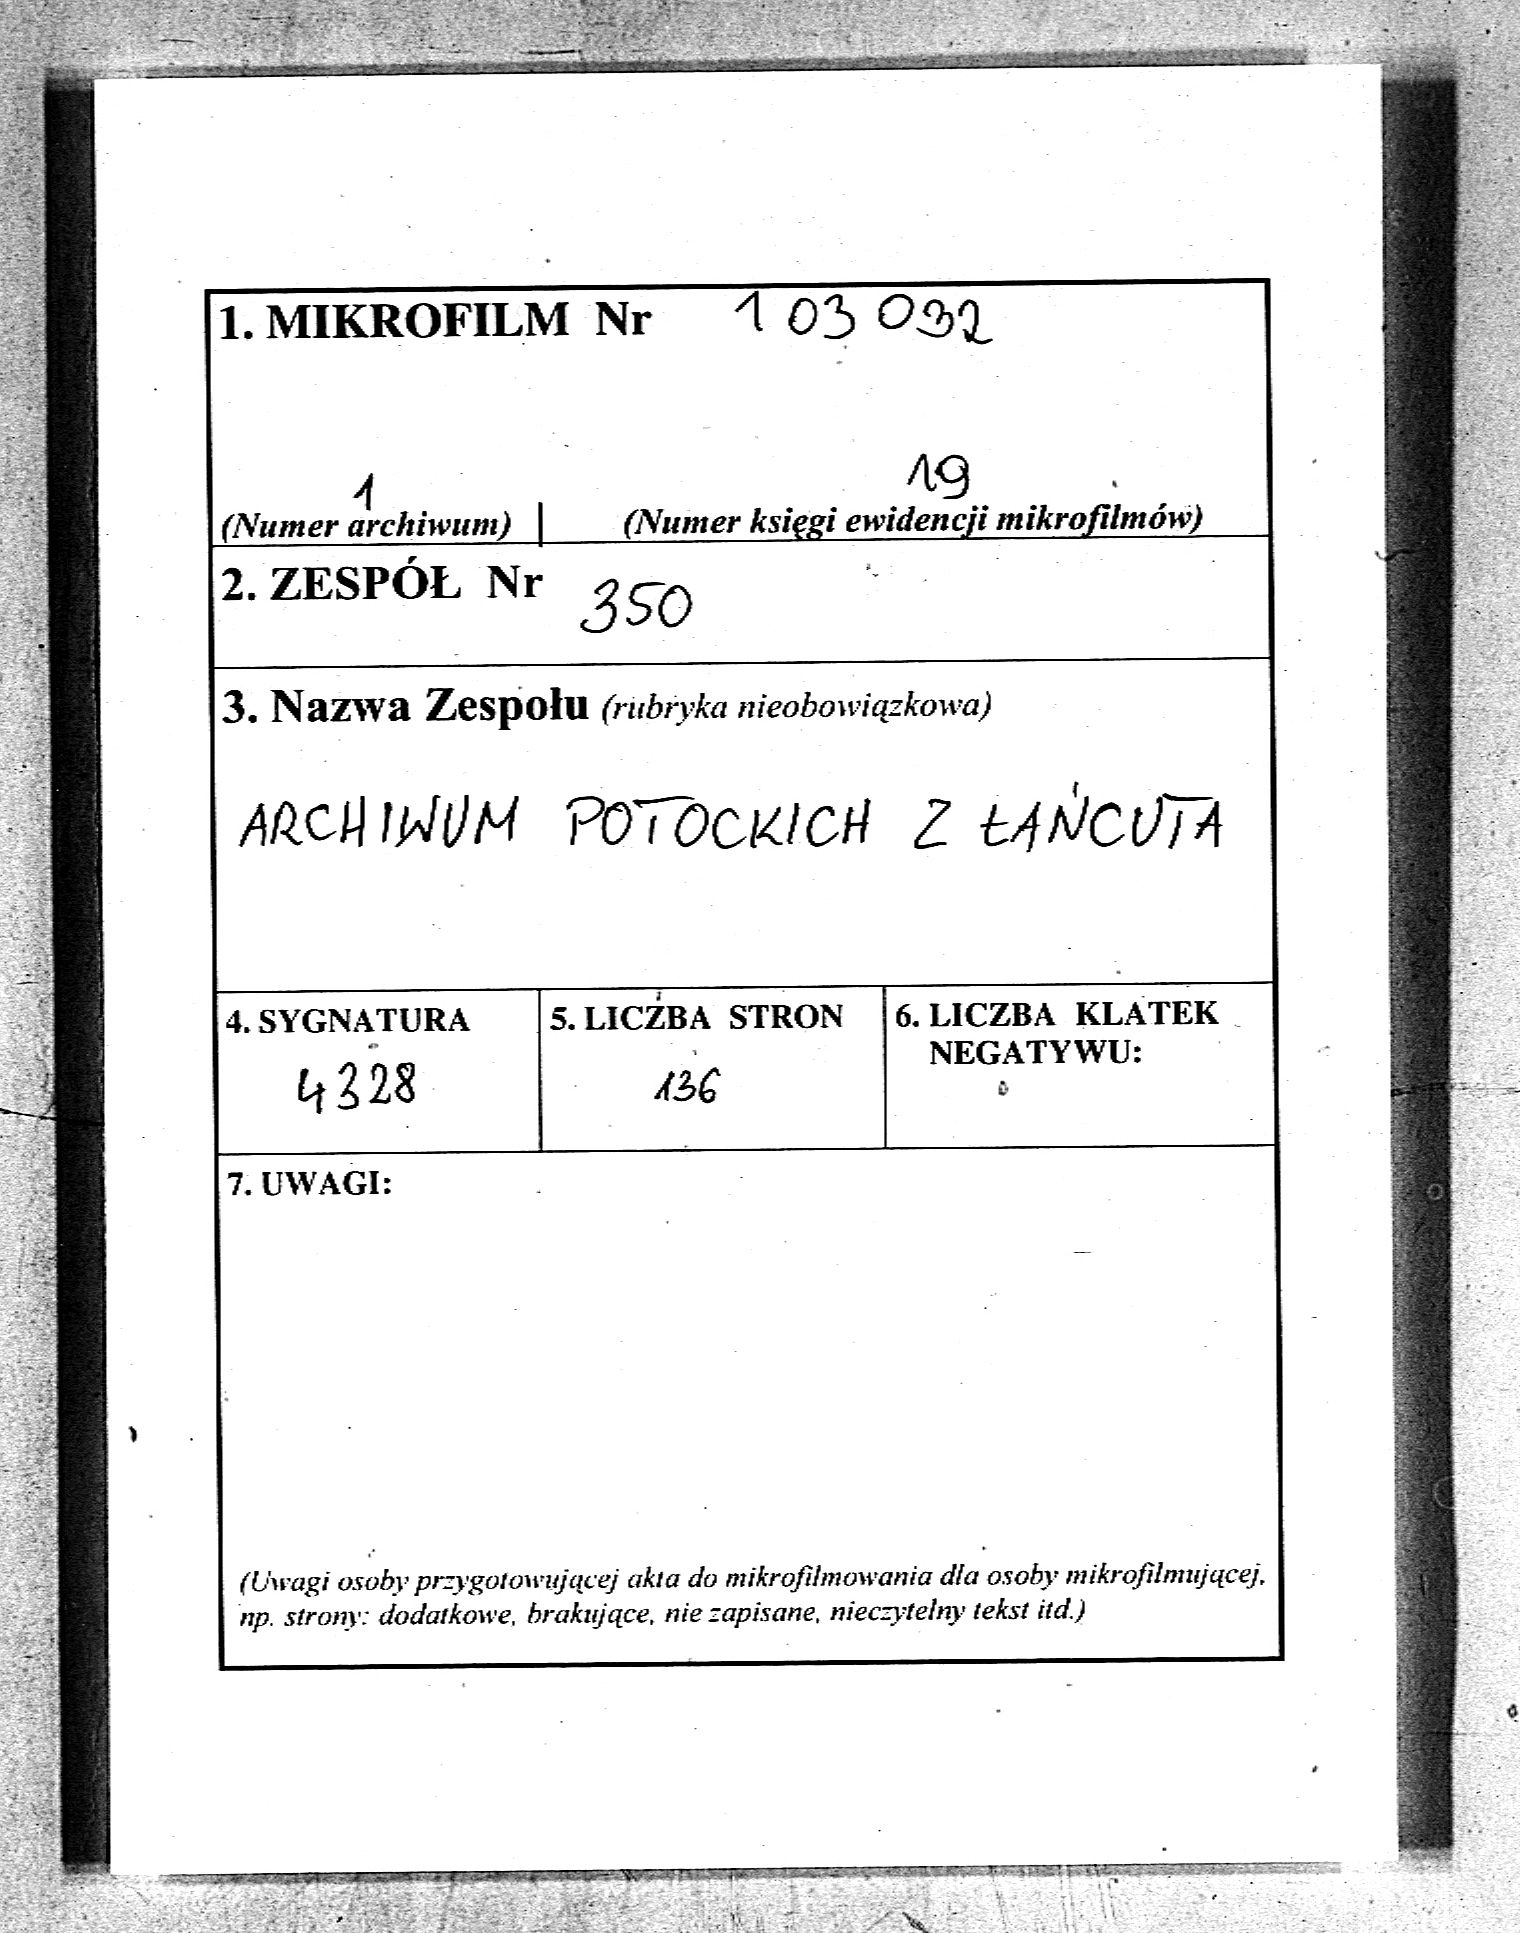 1. MIKROFILM Nr 103 032
1 19
(Numer archiwum) | (Numer księgi ewidencji mikrofilmów)
2. ZESPÓŁ Nr 350
3. Nazwa Zespołu (rubryka nieobowiązkowa)
ARCHIWUM POTOCKICH Z ŁAŃCUTA
4. SYGNATURA
4328
5. LICZBA STRON
136
6. LICZBA KLATEK
NEGATYWU:
7. UWAGI:
(Uwagi osoby przygotowującej akta do mikrofilmowania dla osoby mikrofilmującej,
np. strony: dodatkowe, brakujące, nie zapisane, nieczytelny tekst itd.)